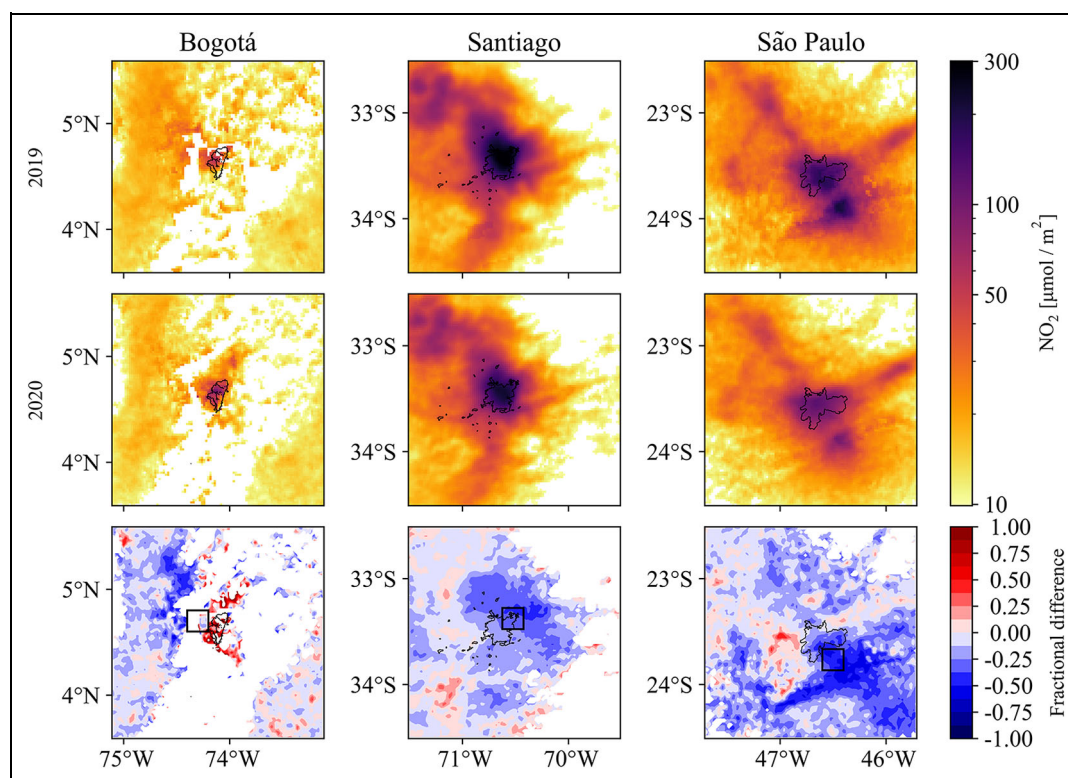 Bogotá
Santiago
São Paulo
2019
5°N
4°N
33°S
34°S
23°S
24°S
300
100
50
10
NO₂ [µmol / m²]
2020
5°N
4°N
33°S
34°S
23°S
24°S
5°N
4°N
33°S
34°S
23°S
24°S
1.00
0.75
0.50
0.25
0.00
-0.25
-0.50
-0.75
-1.00
Fractional difference
75°W 74°W
71°W 70°W
47°W 46°W